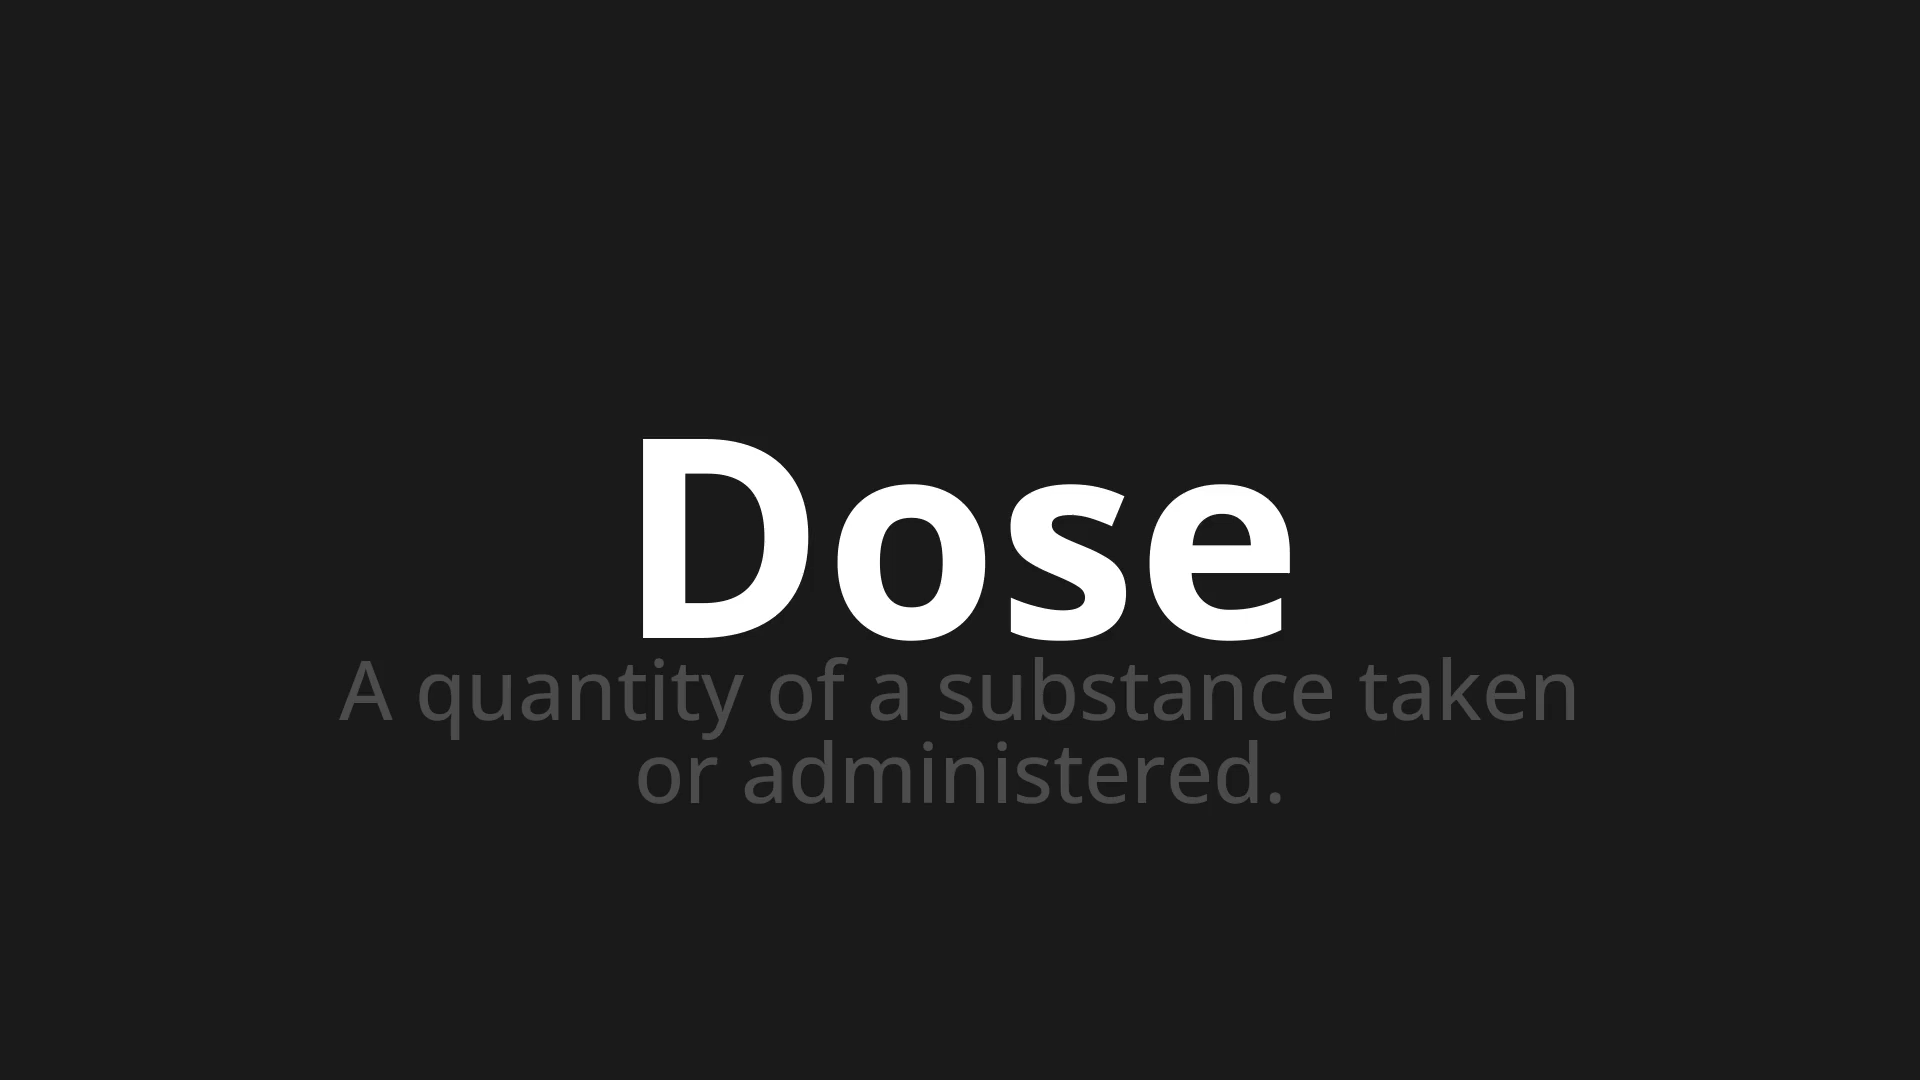 Dose
A quantity of a substance taken
or administered.